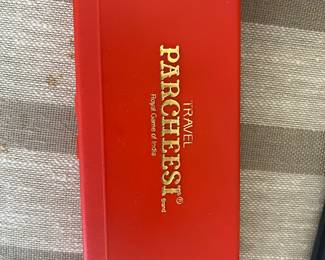 TRAVEL
PARCHEESI®
Brand
Royal Game of India